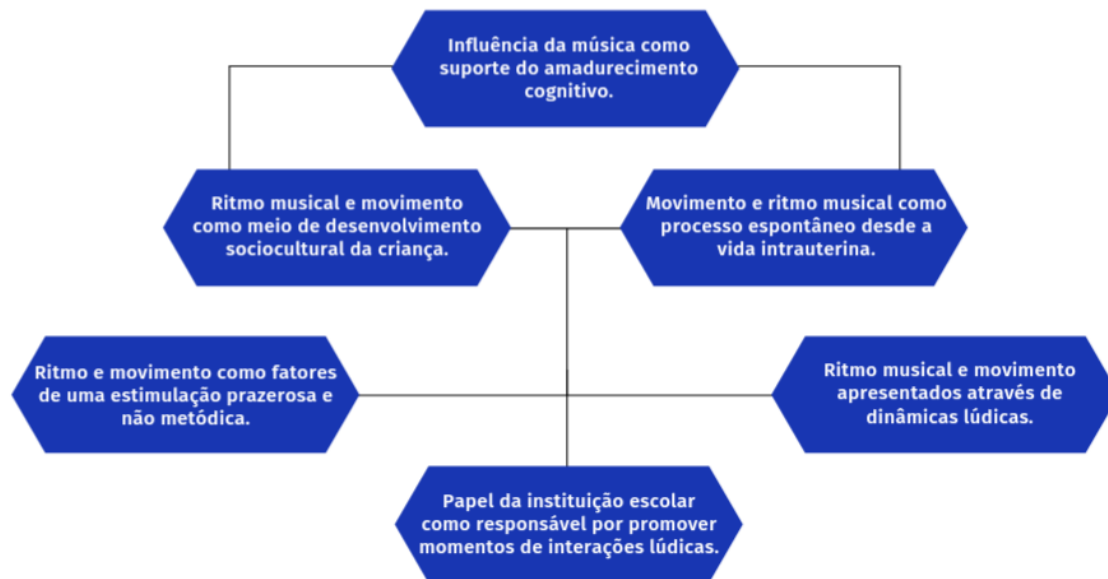 Influência da música como
suporte do amadurecimento
cognitivo.
Ritmo musical e movimento
como meio de desenvolvimento
sociocultural da criança.
Movimento e ritmo musical como
processo espontâneo desde a
vida intrauterina.
Ritmo e movimento como fatores
de uma estimulação prazerosa e
não metódica.
Ritmo musical e movimento
apresentados através de
dinâmicas lúdicas.
Papel da instituição escolar
como responsável por promover
momentos de interações lúdicas.